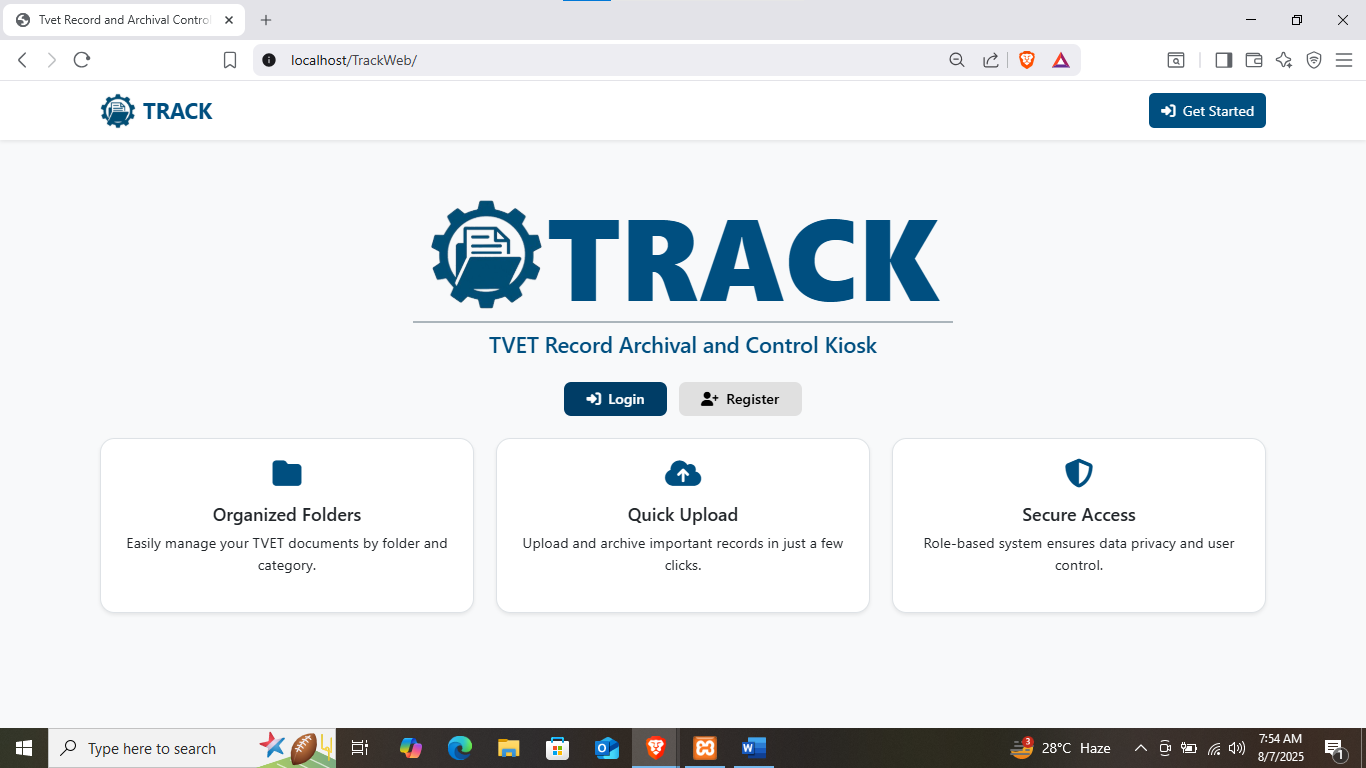 Tvet Record and Archival Control
localhost/TrackWeb/
TRACK
Get Started
TRACK
TVET Record Archival and Control Kiosk
Login
Register
Organized Folders
Easily manage your TVET documents by folder and
category.
Quick Upload
Upload and archive important records in just a few
clicks.
Secure Access
Role-based system ensures data privacy and user
control.
Type here to search
3
28°C Haze
7:54 AM
8/7/2025
1